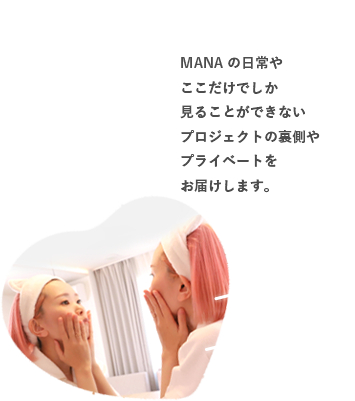 MANA の日常や
ここだけでしか
見ることができない
プロジェクトの裏側や
プライベートを
お届けします。